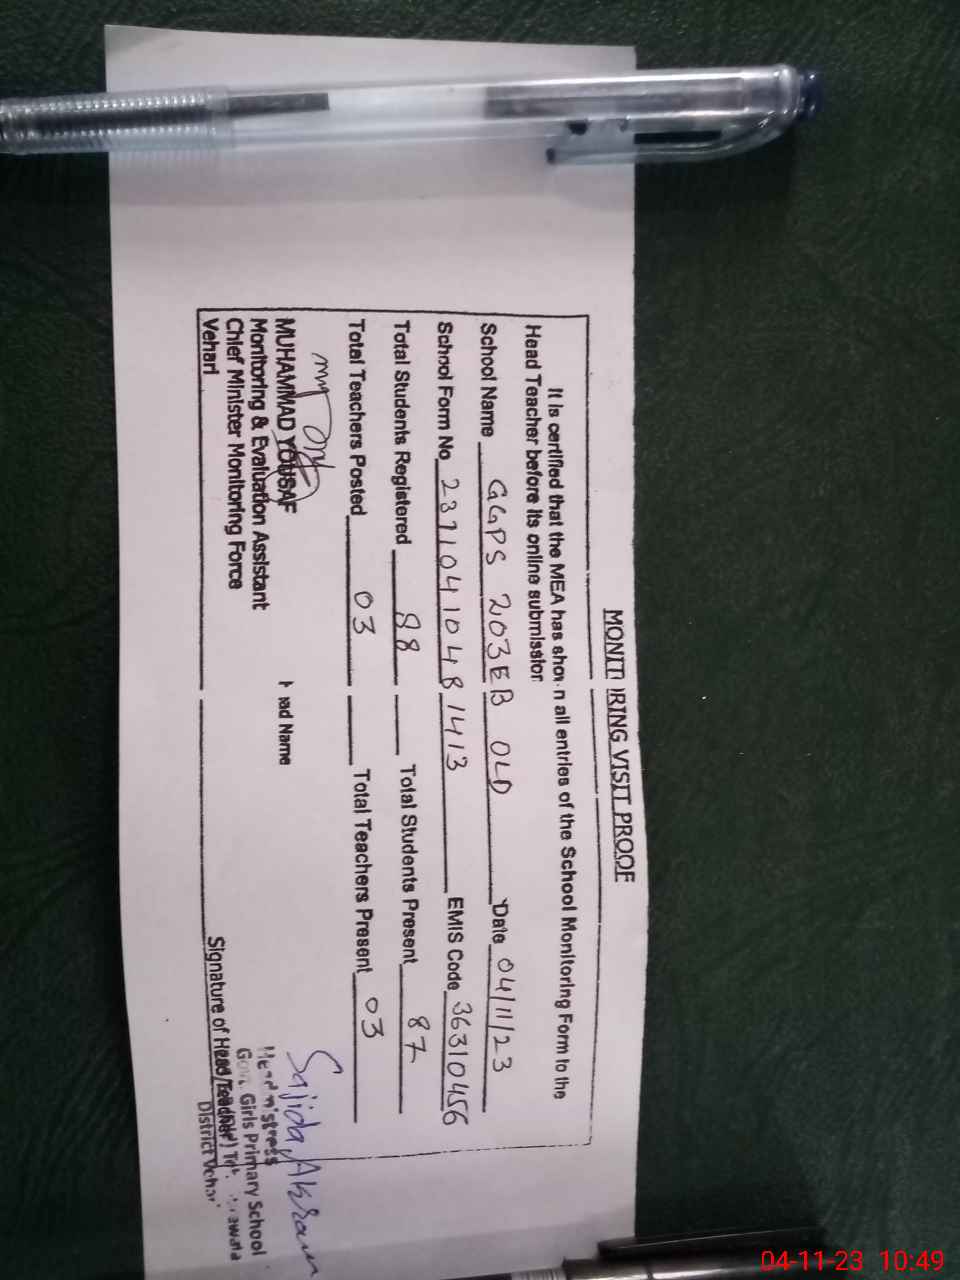 MONITORING VISIT PROOF
It is certified that the MEA has shown all entries of the School Monitoring Form to the
Head Teacher before its online submission
School Name GGPS 203EB OLD Date 04/11/23
School Form No 23710410481413 EMIS Code 36310456
Total Students Registered 88 Total Students Present 87
Total Teachers Posted 03 Total Teachers Present 03
MUHAMMAD YOUSAF
Monitoring & Evaluation Assistant
Chief Minister Monitoring Force
Vehari
Head Name
Sajida Akram
Headmistress
Govt. Girls Primary School
Signature of Head Teacher
District Vehari
04-11-23 10:49